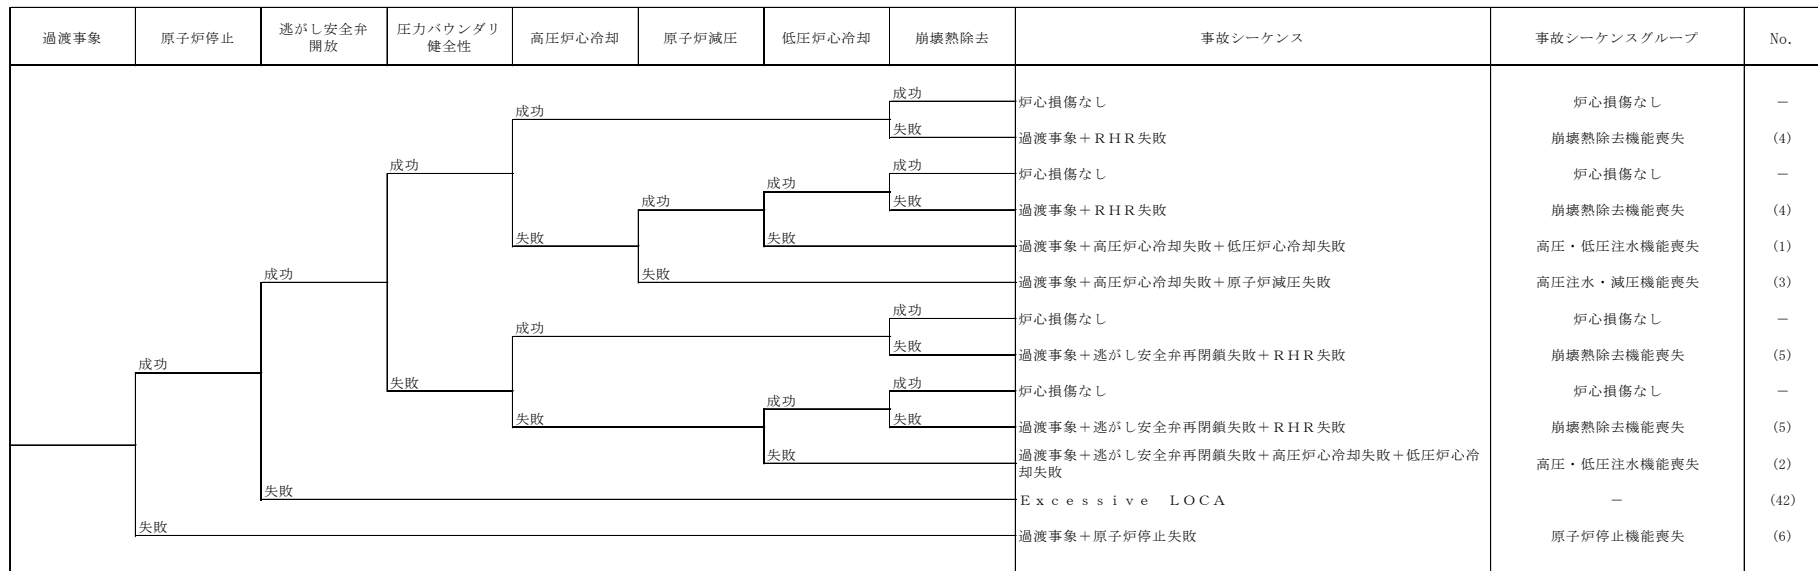 過渡事象 原子炉停止 逃がし安全弁 開放 圧力バウンダリ 健全性 高圧炉心冷却 原子炉減圧 低圧炉心冷却 崩壊熱除去 事故シーケンス 事故シーケンスグループ No.
成功 炉心損傷なし 炉心損傷なし －
成功
失敗 過渡事象＋ＲＨＲ失敗 崩壊熱除去機能喪失 (4)
成功 成功 炉心損傷なし 炉心損傷なし －
成功
成功 失敗 過渡事象＋ＲＨＲ失敗 崩壊熱除去機能喪失 (4)
失敗 失敗 過渡事象＋高圧炉心冷却失敗＋低圧炉心冷却失敗 高圧・低圧注水機能喪失 (1)
成功 失敗 過渡事象＋高圧炉心冷却失敗＋原子炉減圧失敗 高圧注水・減圧機能喪失 (3)
成功 炉心損傷なし 炉心損傷なし －
成功
失敗 過渡事象＋逃がし安全弁再閉鎖失敗＋ＲＨＲ失敗 崩壊熱除去機能喪失 (5)
成功
失敗 成功 炉心損傷なし 炉心損傷なし －
成功
失敗 失敗 過渡事象＋逃がし安全弁再閉鎖失敗＋ＲＨＲ失敗 崩壊熱除去機能喪失 (5)
失敗 過渡事象＋逃がし安全弁再閉鎖失敗＋高圧炉心冷却失敗＋低圧炉心冷
却失敗 高圧・低圧注水機能喪失 (2)
失敗 Ｅｘｃｅｓｓｉｖｅ　ＬＯＣＡ － (42)
失敗 過渡事象＋原子炉停止失敗 原子炉停止機能喪失 (6)